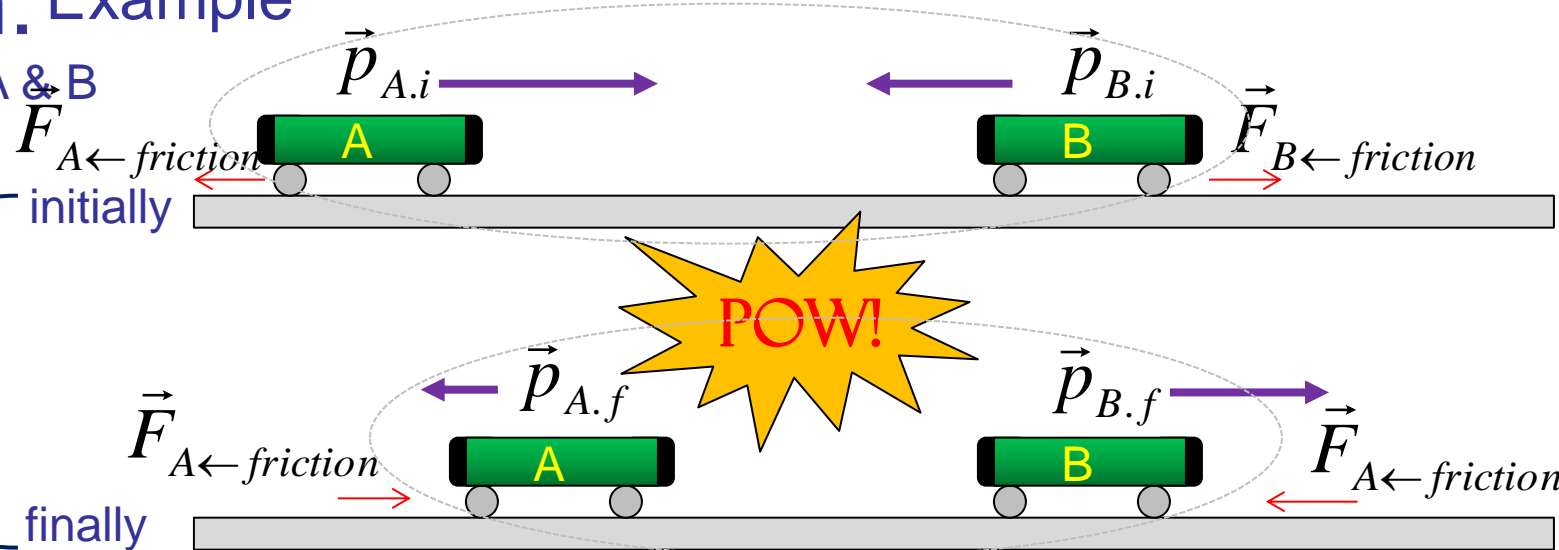 Example
A & B
p⃗ A.i
p⃗ B.i
F⃗ A← friction
A
B
F⃗ B← friction
initially
POW!
p⃗ A.f
p⃗ B.f
F⃗ A← friction
A
B
F⃗ A← friction
finally